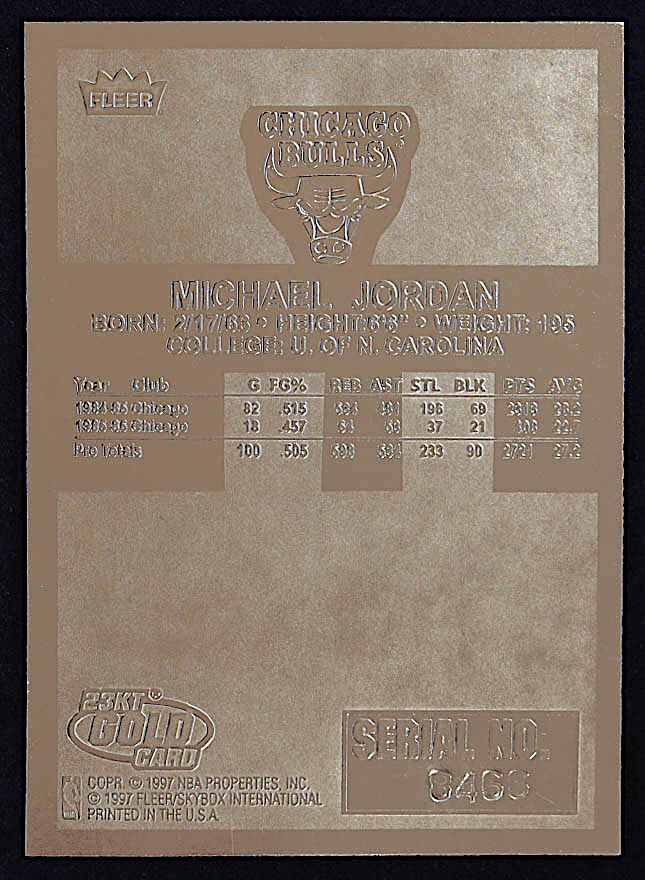 FLEER
CHICAGO
BULLS®
MICHAEL JORDAN
BORN: 2/17/63 • HEIGHT: 6'6" • WEIGHT: 195
COLLEGE: U. OF N. CAROLINA
Year Club G FG% REB AST STL BLK PTS AVG
1984-85 Chicago 82 .515 534 481 196 69 2313 28.2
1985-86 Chicago 18 .457 64 53 37 21 408 22.7
Pro Totals 100 .505 598 534 233 90 2721 27.2
23KT®
GOLD
CARD
SERIAL NO.
COPR. © 1997 NBA PROPERTIES, INC.
© 1997 FLEER/SKYBOX INTERNATIONAL
PRINTED IN THE U.S.A.